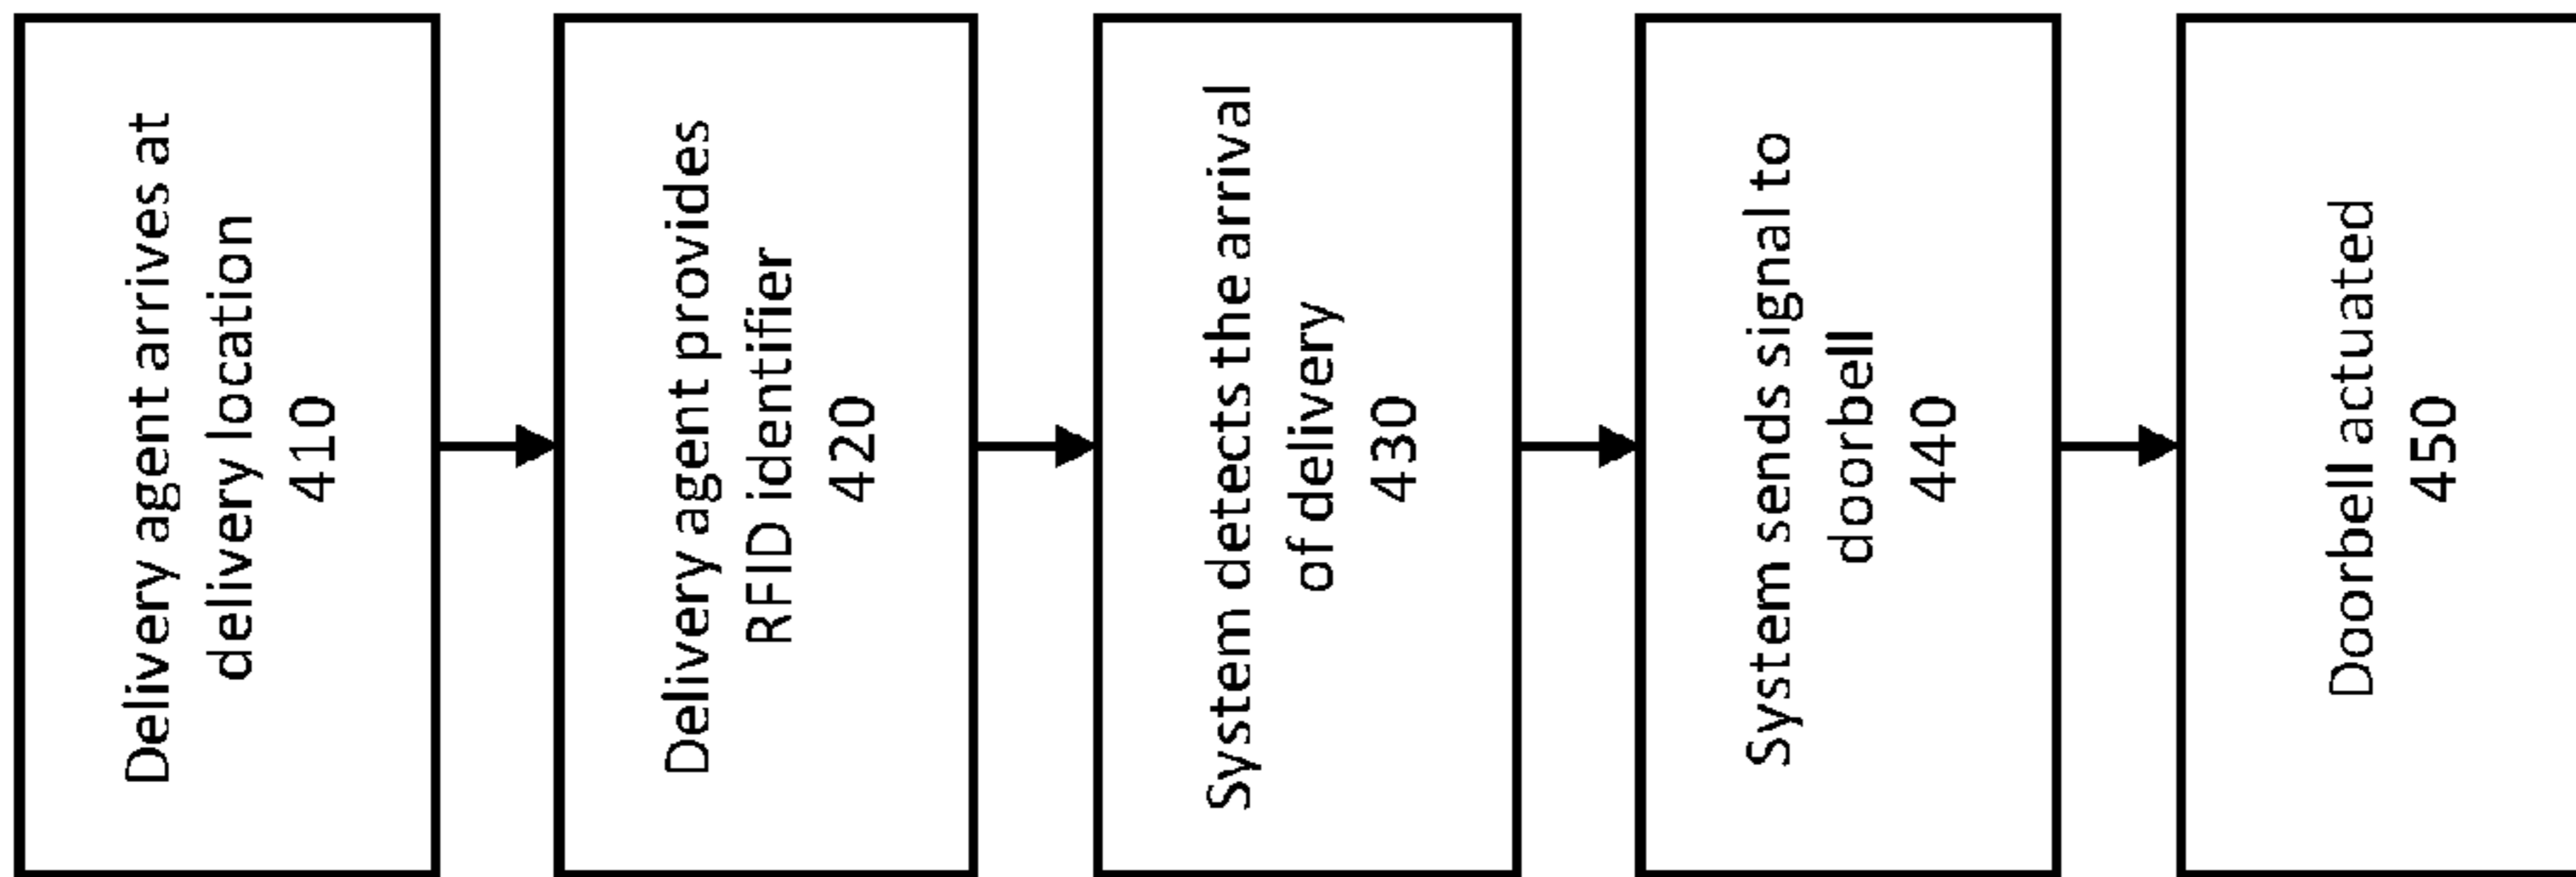 Delivery agent arrives at
delivery location
410
Delivery agent provides
RFID identifier
420
System detects the arrival
of delivery
430
System sends signal to
doorbell
440
Doorbell actuated
450